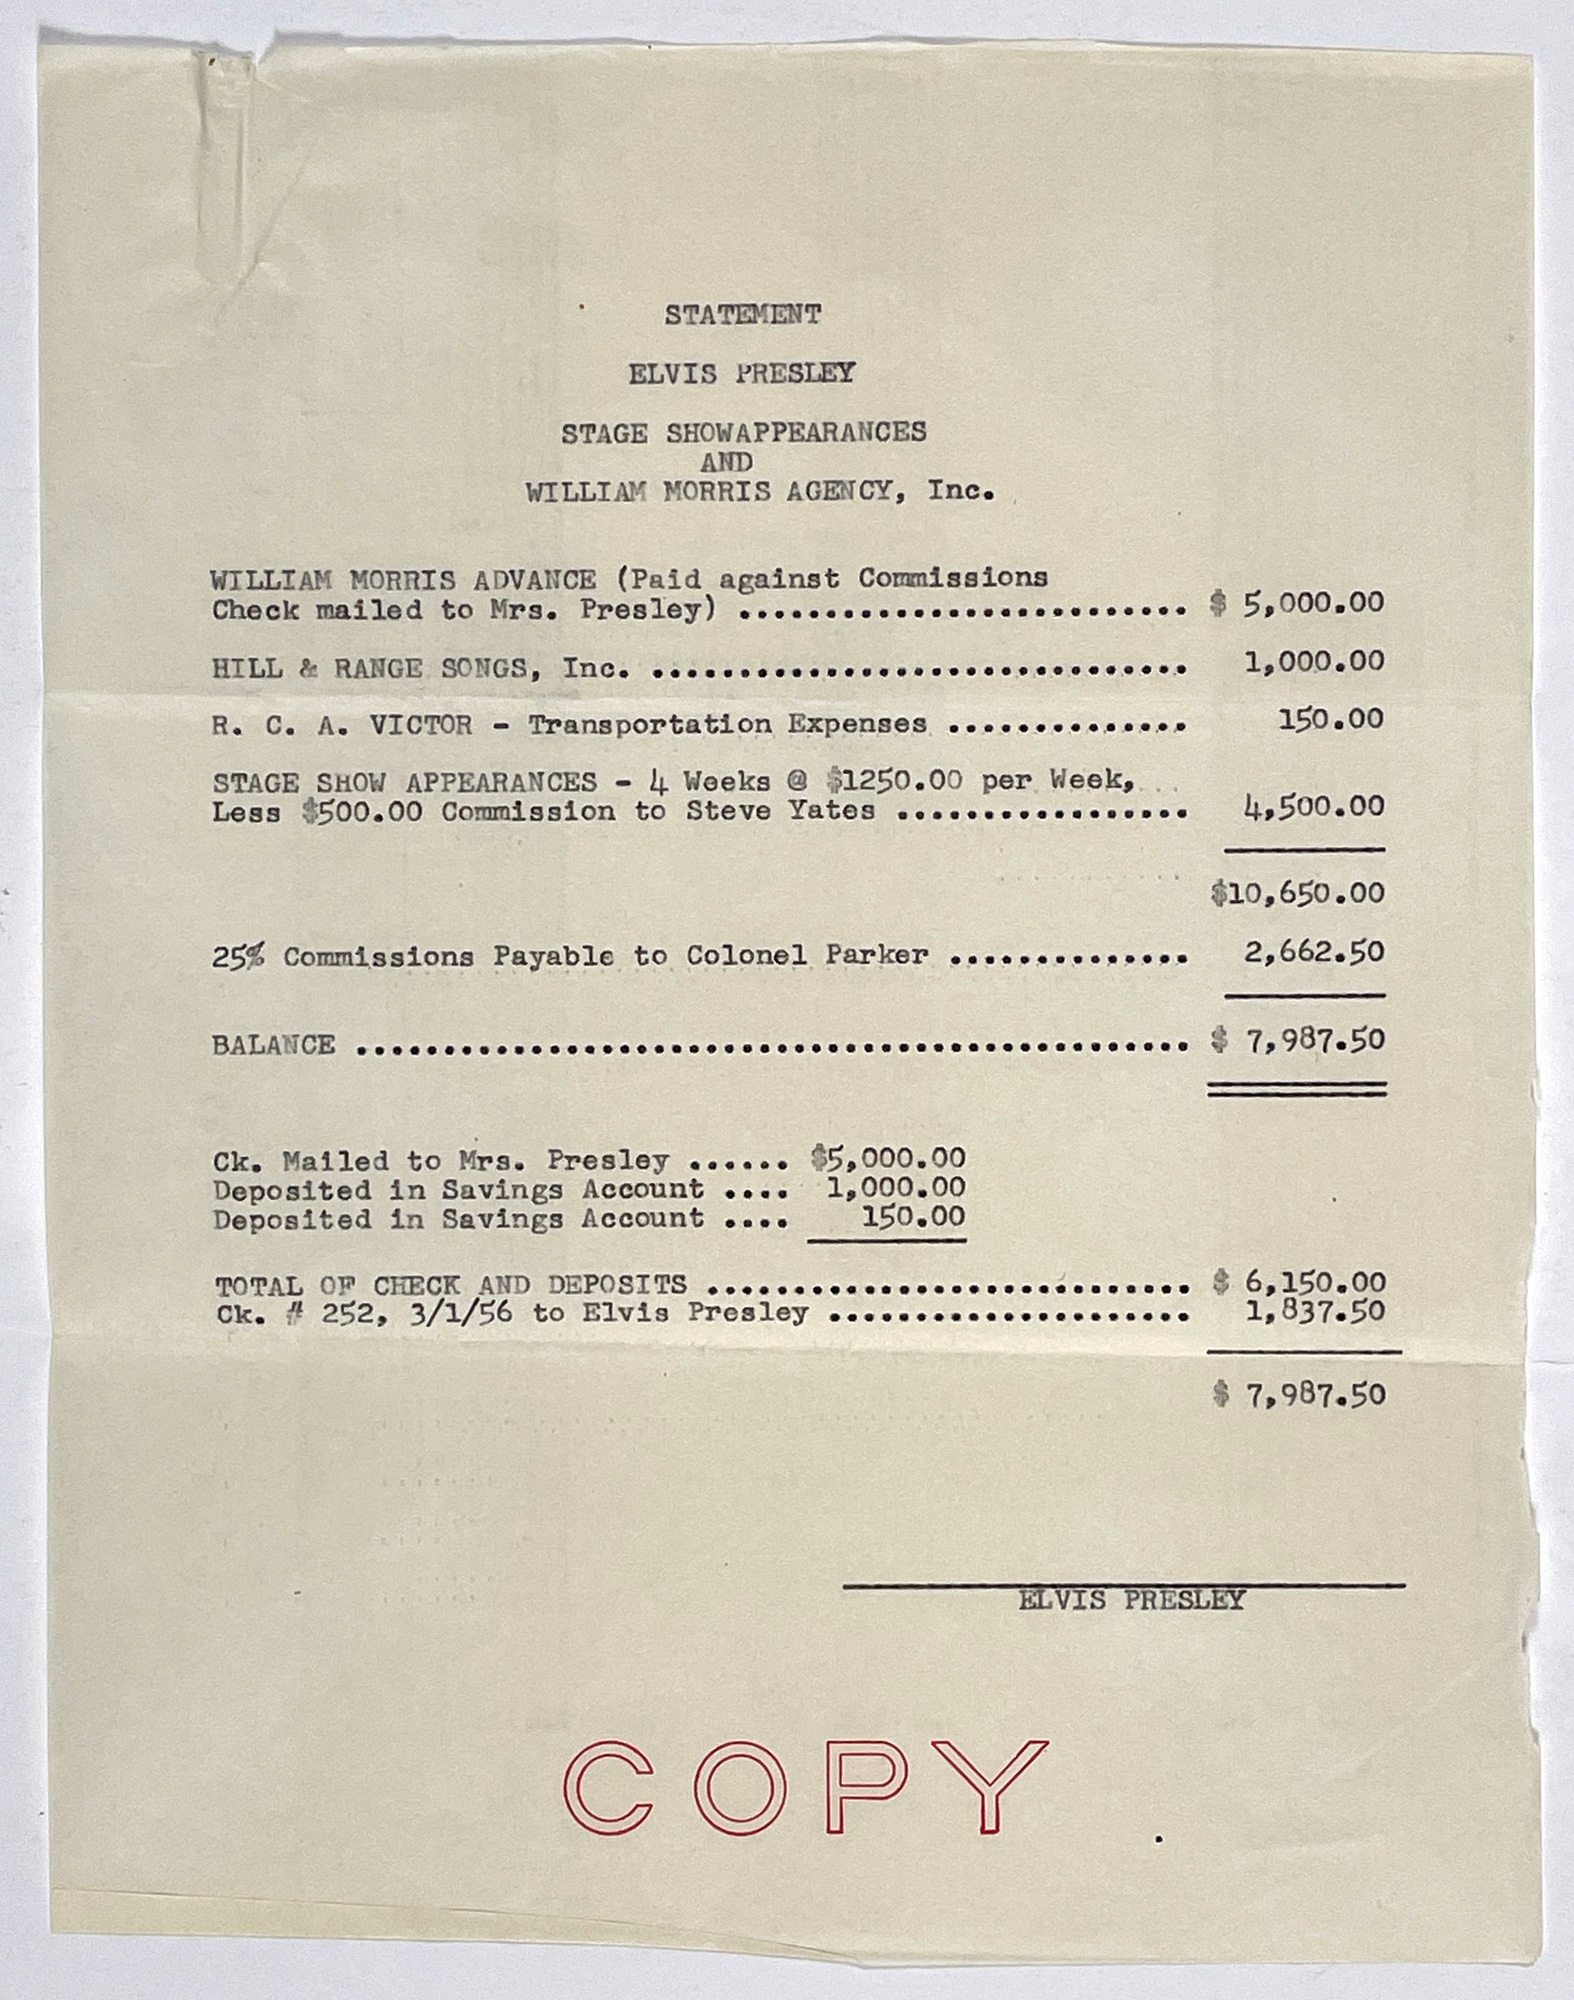 STATEMENT
ELVIS PRESLEY
STAGE SHOWAPPEARANCES
AND
WILLIAM MORRIS AGENCY, Inc.
WILLIAM MORRIS ADVANCE (Paid against Commissions
Check mailed to Mrs. Presley) .......................... $ 5,000.00
HILL & RANGE SONGS, Inc. ............................... 1,000.00
R. C. A. VICTOR - Transportation Expenses .............. 150.00
STAGE SHOW APPEARANCES - 4 Weeks @ $1250.00 per Week,
Less $500.00 Commission to Steve Yates ................. 4,500.00
$10,650.00
25% Commissions Payable to Colonel Parker .............. 2,662.50
BALANCE ................................................ $ 7,987.50
Ck. Mailed to Mrs. Presley ...... $5,000.00
Deposited in Savings Account .... 1,000.00
Deposited in Savings Account .... 150.00
TOTAL OF CHECK AND DEPOSITS ............................ $ 6,150.00
Ck. # 252, 3/1/56 to Elvis Presley ..................... 1,837.50
$ 7,987.50
ELVIS PRESLEY
COPY